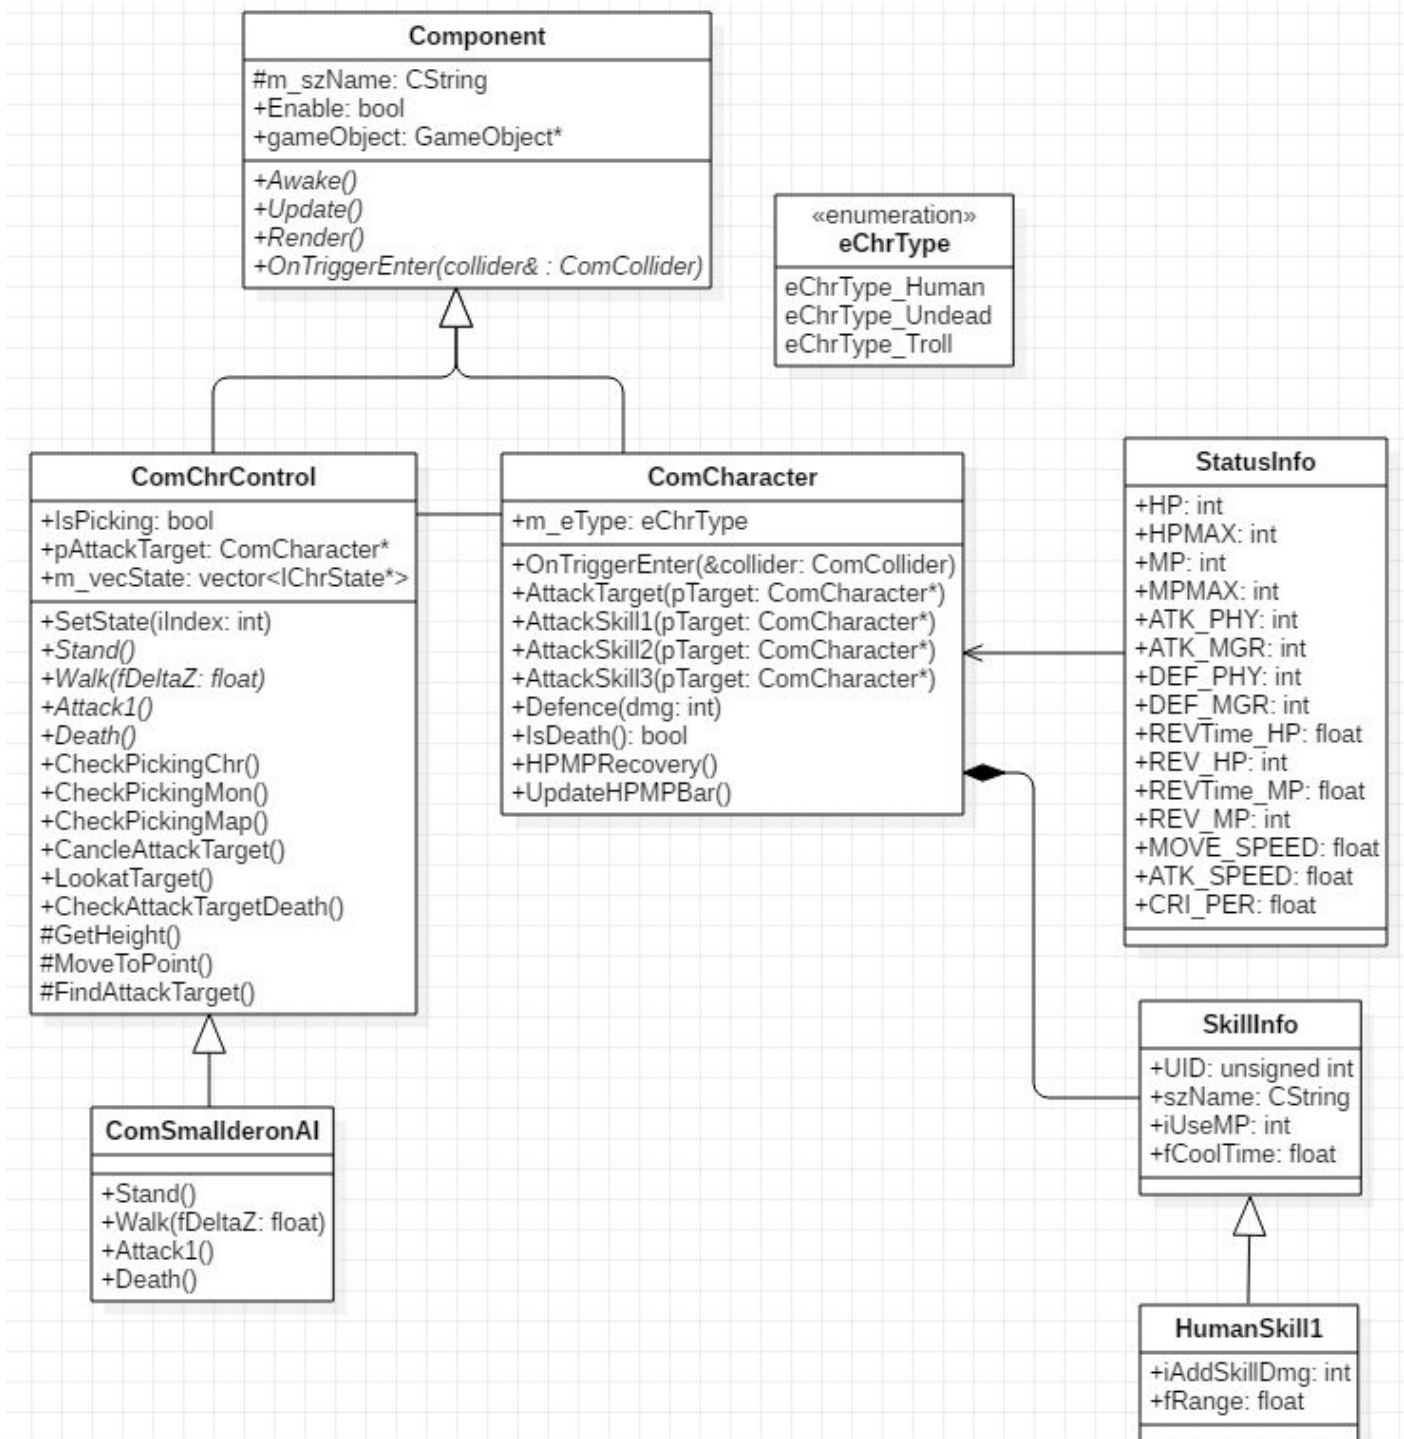 Component
#m_szName: CString
+Enable: bool
+gameObject: GameObject*
+Awake()
+Update()
+Render()
+OnTriggerEnter(collider& : ComCollider)
«enumeration»
eChrType
eChrType_Human
eChrType_Undead
eChrType_Troll
ComChrControl
+IsPicking: bool
+pAttackTarget: ComCharacter*
+m_vecState: vector<IChrState*>
+SetState(iIndex: int)
+Stand()
+Walk(fDeltaZ: float)
+Attack1()
+Death()
+CheckPickingChr()
+CheckPickingMon()
+CheckPickingMap()
+CancleAttackTarget()
+LookatTarget()
+CheckAttackTargetDeath()
#GetHeight()
#MoveToPoint()
#FindAttackTarget()
ComCharacter
+m_eType: eChrType
+OnTriggerEnter(&collider: ComCollider)
+AttackTarget(pTarget: ComCharacter*)
+AttackSkill1(pTarget: ComCharacter*)
+AttackSkill2(pTarget: ComCharacter*)
+AttackSkill3(pTarget: ComCharacter*)
+Defence(dmg: int)
+IsDeath(): bool
+HPMPRecovery()
+UpdateHPMPBar()
StatusInfo
+HP: int
+HPMAX: int
+MP: int
+MPMAX: int
+ATK_PHY: int
+ATK_MGR: int
+DEF_PHY: int
+DEF_MGR: int
+REVTime_HP: float
+REV_HP: int
+REVTime_MP: float
+REV_MP: int
+MOVE_SPEED: float
+ATK_SPEED: float
+CRI_PER: float
SkillInfo
+UID: unsigned int
+szName: CString
+iUseMP: int
+fCoolTime: float
ComSmallderonAI
+Stand()
+Walk(fDeltaZ: float)
+Attack1()
+Death()
HumanSkill1
+iAddSkillDmg: int
+fRange: float